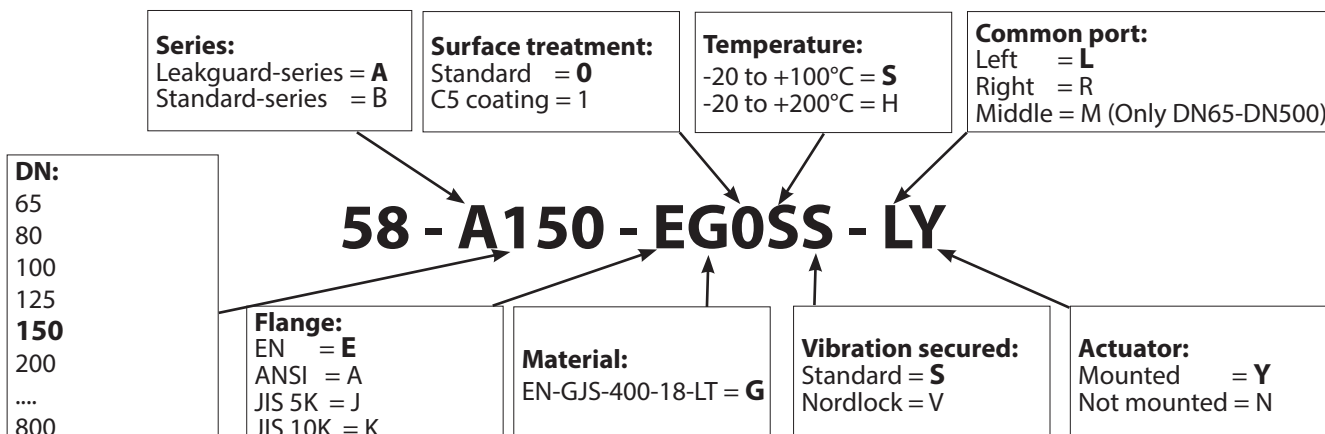 Series:
Leakguard-series = A
Standard-series = B
Surface treatment:
Standard = 0
C5 coating = 1
Temperature:
-20 to +100°C = S
-20 to +200°C = H
Common port:
Left = L
Right = R
Middle = M (Only DN65-DN500)
DN:
65
80
100
125
150
200
....
800
58 - A150 - EG0SS - LY
Flange:
EN = E
ANSI = A
JIS 5K = J
JIS 10K = K
Material:
EN-GJS-400-18-LT = G
Vibration secured:
Standard = S
Nordlock = V
Actuator:
Mounted = Y
Not mounted = N